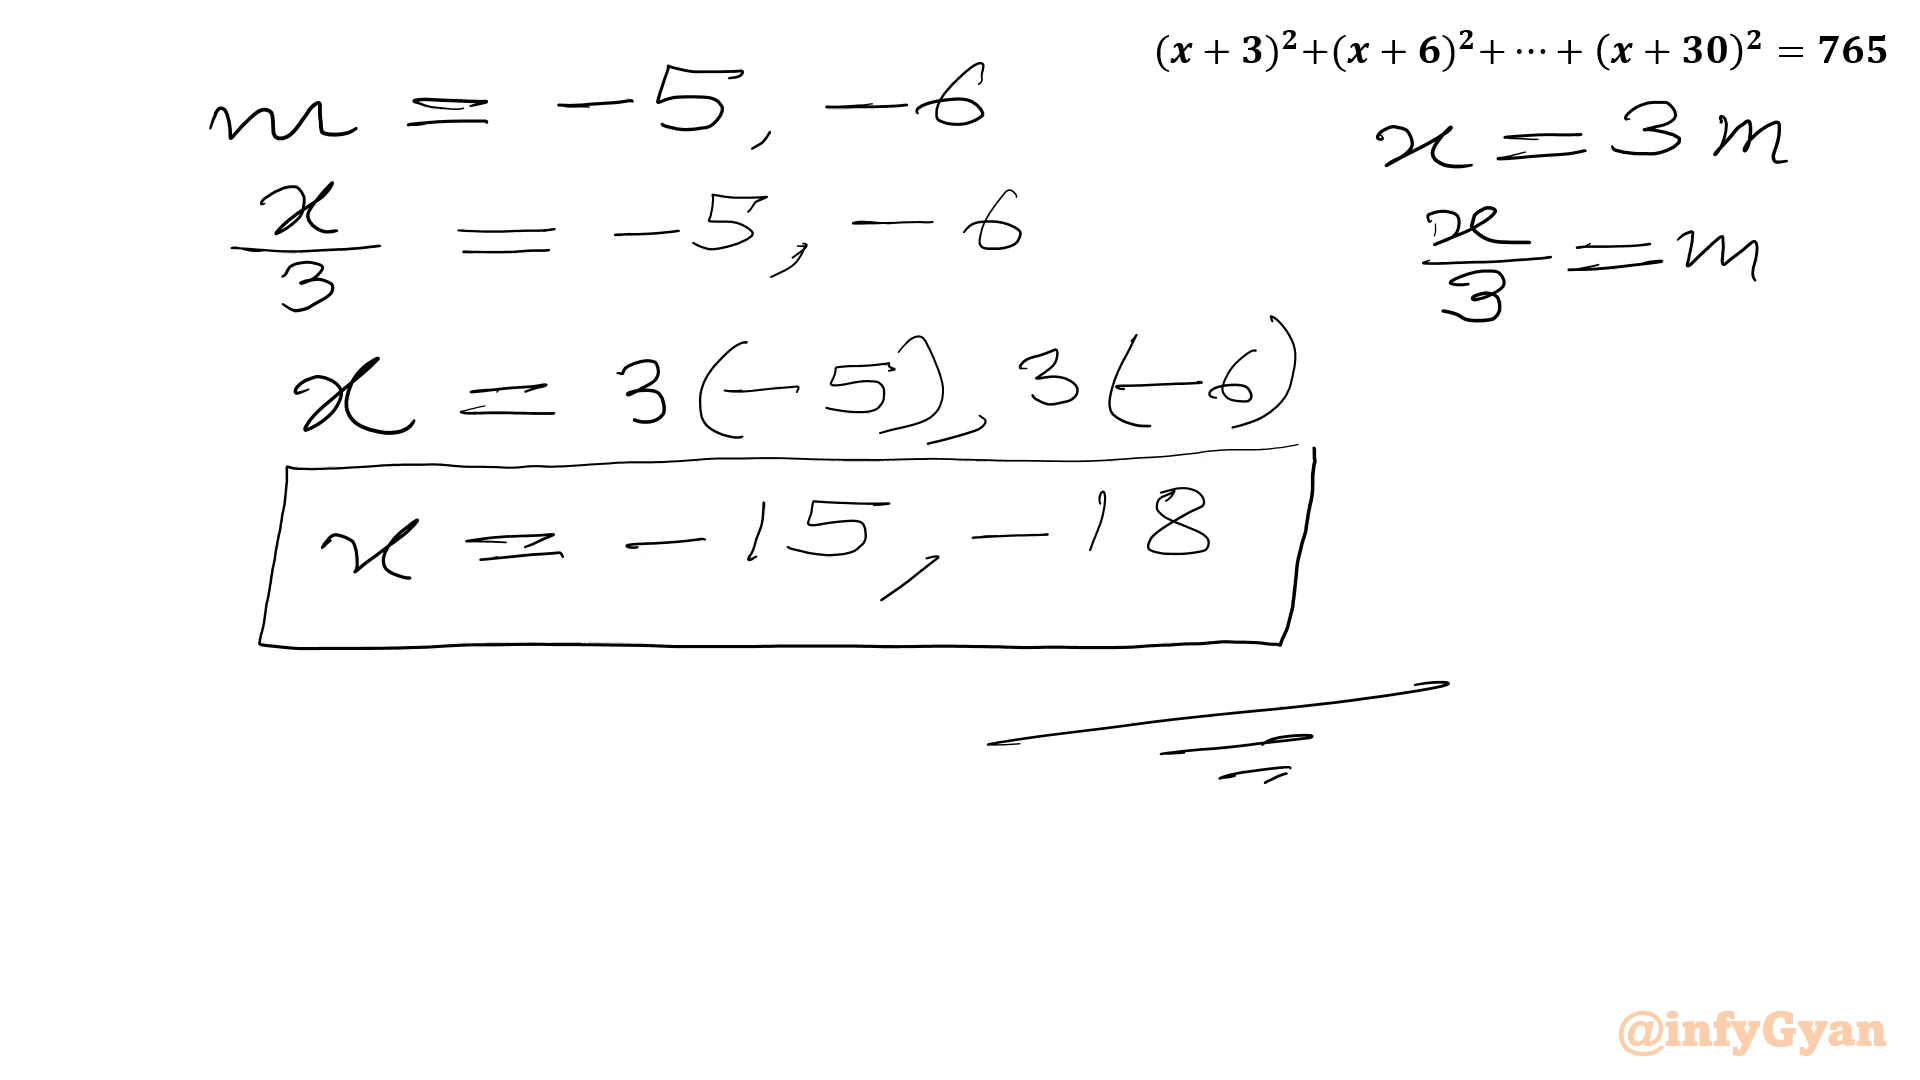 (x + 3)²+(x + 6)²+ ⋯ + (x + 30)² = 765
m = -5, -6
x/3 = -5, -6
x = 3(-5), 3(-6)
x = -15, -18
x = 3m
x/3 = m
@infyGyan